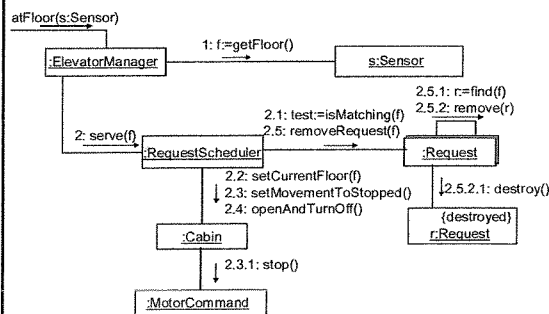 atFloor(s:Sensor)
1: f:=getFloor()
:ElevatorManager
s:Sensor
2: serve(f)
2.1: test:=isMatching(f)
2.5: removeRequest(f)
2.5.1: r:=find(f)
2.5.2: remove(r)
:RequestScheduler
:Request
2.2: setCurrentFloor(f)
2.3: setMovementToStopped()
2.4: openAndTurnOff()
2.5.2.1: destroy()
{destroyed}
r:Request
:Cabin
2.3.1: stop()
:MotorCommand